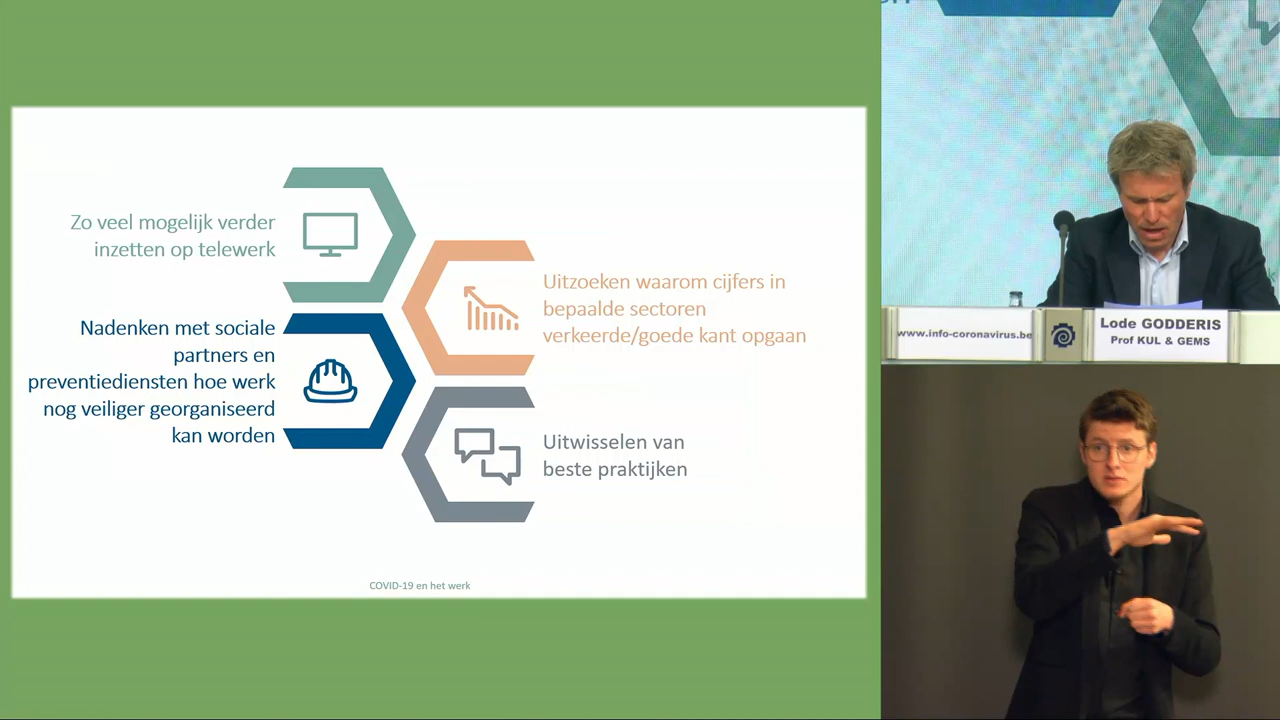 Zo veel mogelijk verder
inzetten op telewerk
Uitzoeken waarom cijfers in
bepaalde sectoren
verkeerde/goede kant opgaan
Nadenken met sociale
partners en
preventiediensten hoe werk
nog veiliger georganiseerd
kan worden
Uitwisselen van
beste praktijken
COVID-19 en het werk
www.info-coronavirus.be
Lode GODDERIS
Prof KUL & GEMS